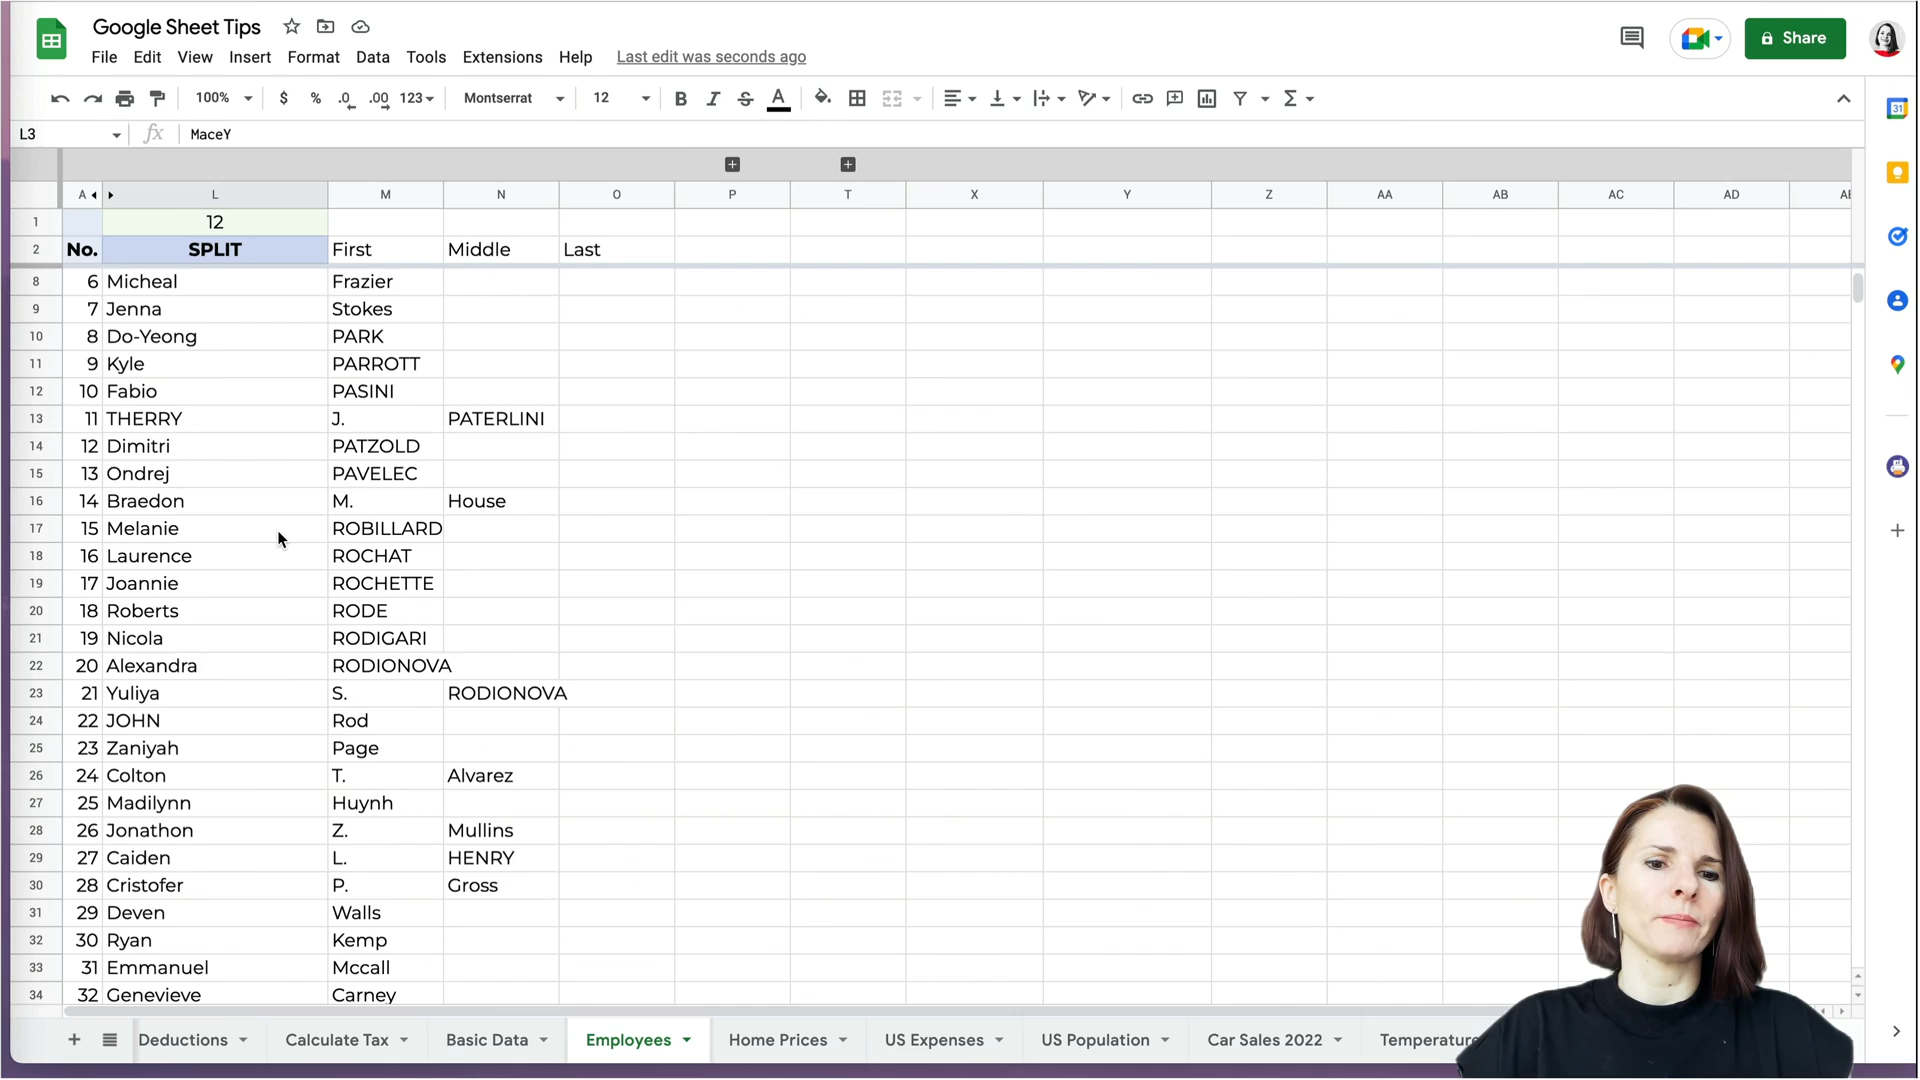 Google Sheet Tips
File Edit View Insert Format Data Tools Extensions Help Last edit was seconds ago
Share
100% $ % .0 .00 123 Montserrat 12 B I S A Σ
L3 fx MaceY
A L M N O P T X Y Z AA AB AC AD
1 12
2 No. SPLIT First Middle Last
8 6 Micheal Frazier
9 7 Jenna Stokes
10 8 Do-Yeong PARK
11 9 Kyle PARROTT
12 10 Fabio PASINI
13 11 THERRY J. PATERLINI
14 12 Dimitri PATZOLD
15 13 Ondrej PAVELEC
16 14 Braedon M. House
17 15 Melanie ROBILLARD
18 16 Laurence ROCHAT
19 17 Joannie ROCHETTE
20 18 Roberts RODE
21 19 Nicola RODIGARI
22 20 Alexandra RODIONOVA
23 21 Yuliya S. RODIONOVA
24 22 JOHN Rod
25 23 Zaniyah Page
26 24 Colton T. Alvarez
27 25 Madilynn Huynh
28 26 Jonathon Z. Mullins
29 27 Caiden L. HENRY
30 28 Cristofer P. Gross
31 29 Deven Walls
32 30 Ryan Kemp
33 31 Emmanuel Mccall
34 32 Genevieve Carney
Deductions Calculate Tax Basic Data Employees Home Prices US Expenses US Population Car Sales 2022
31